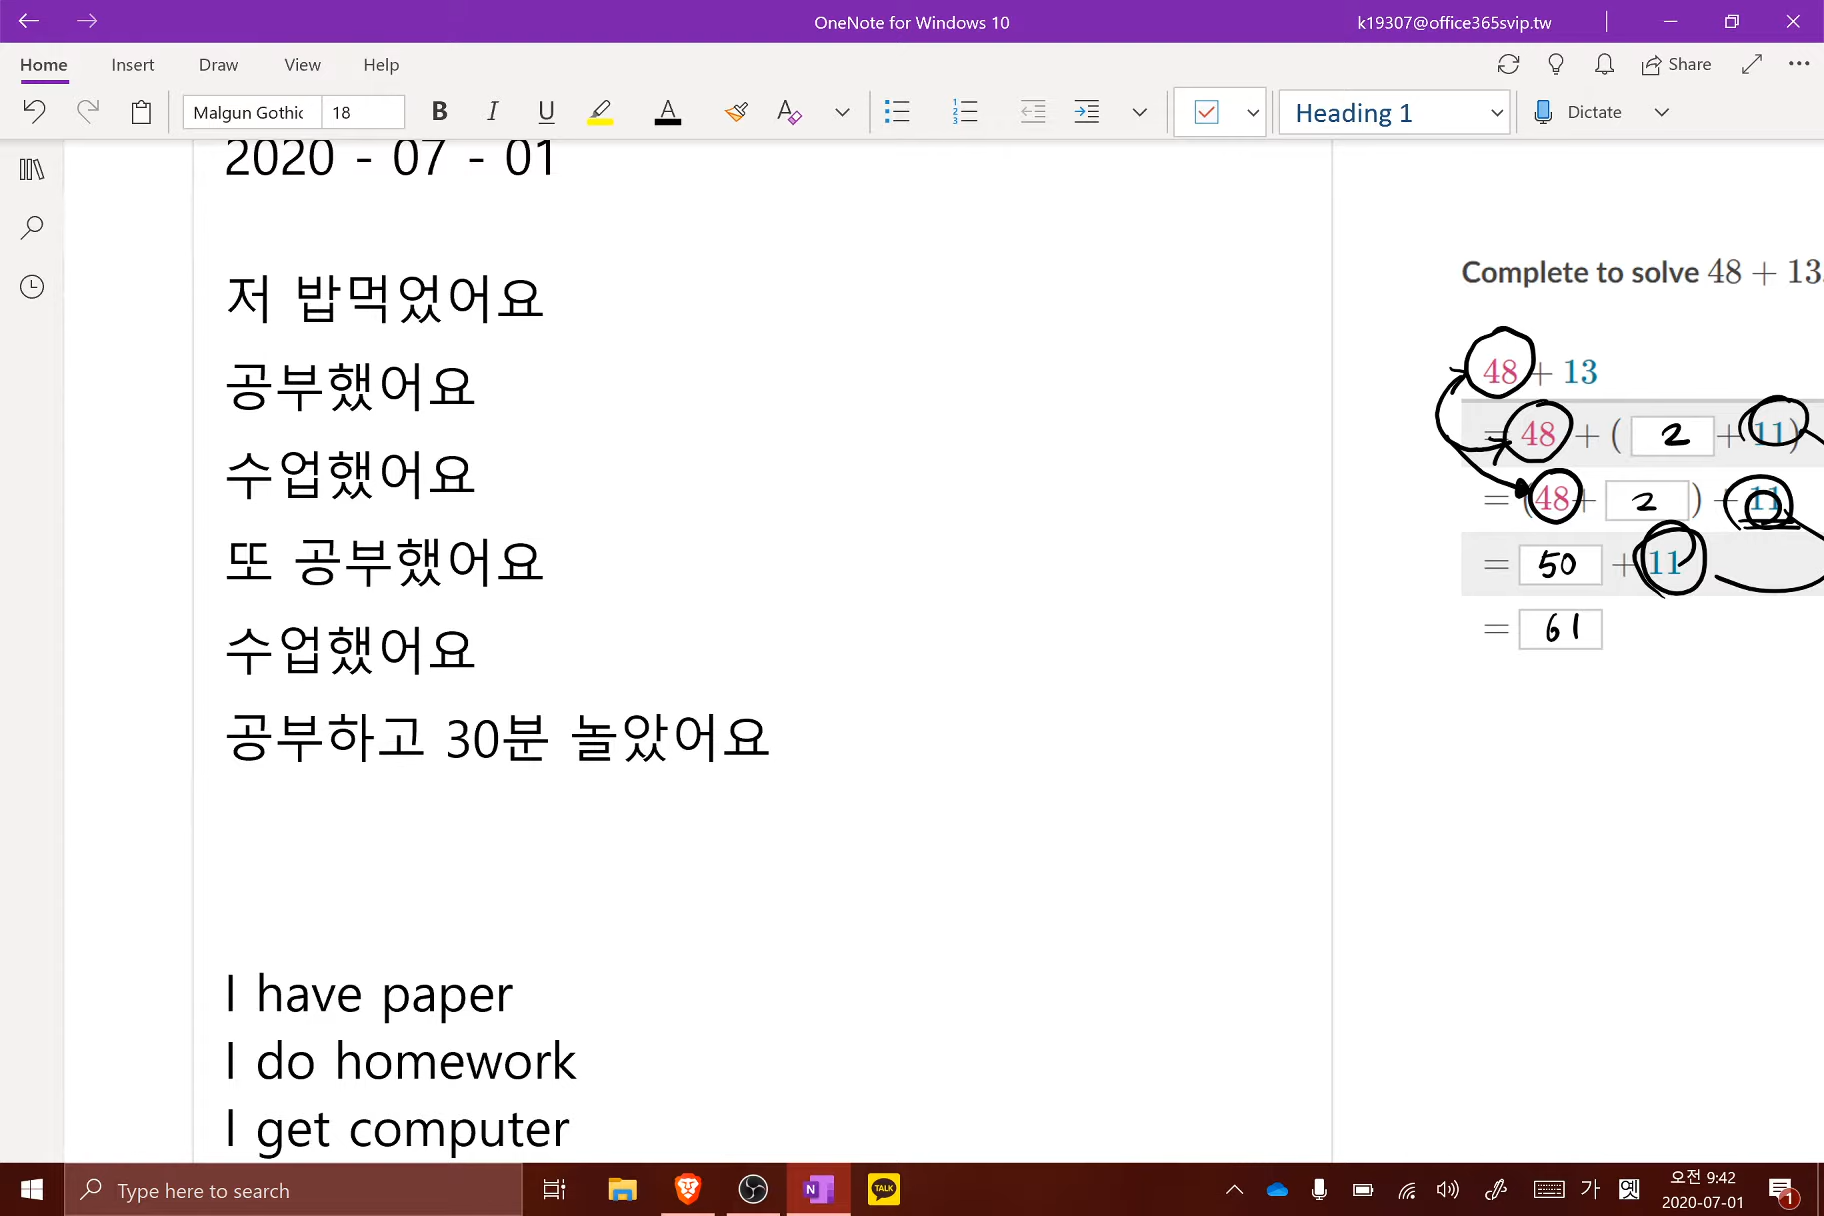 OneNote for Windows 10
k19307@office365svip.tw
Home Insert Draw View Help
Share
Malgun Gothic 18 B I U A A
Heading 1
Dictate
2020 - 07 - 01
저 밥먹었어요
공부했어요
수업했어요
또 공부했어요
수업했어요
공부하고 30분 놀았어요
I have paper
I do homework
I get computer
Complete to solve 48 + 13.
48 + 13
= 48 + ( 2 + 11)
= (48 + 2 ) + 11
= 50 + 11
= 61
Type here to search
N
TALK
가
옛
오전 9:42
2020-07-01
1